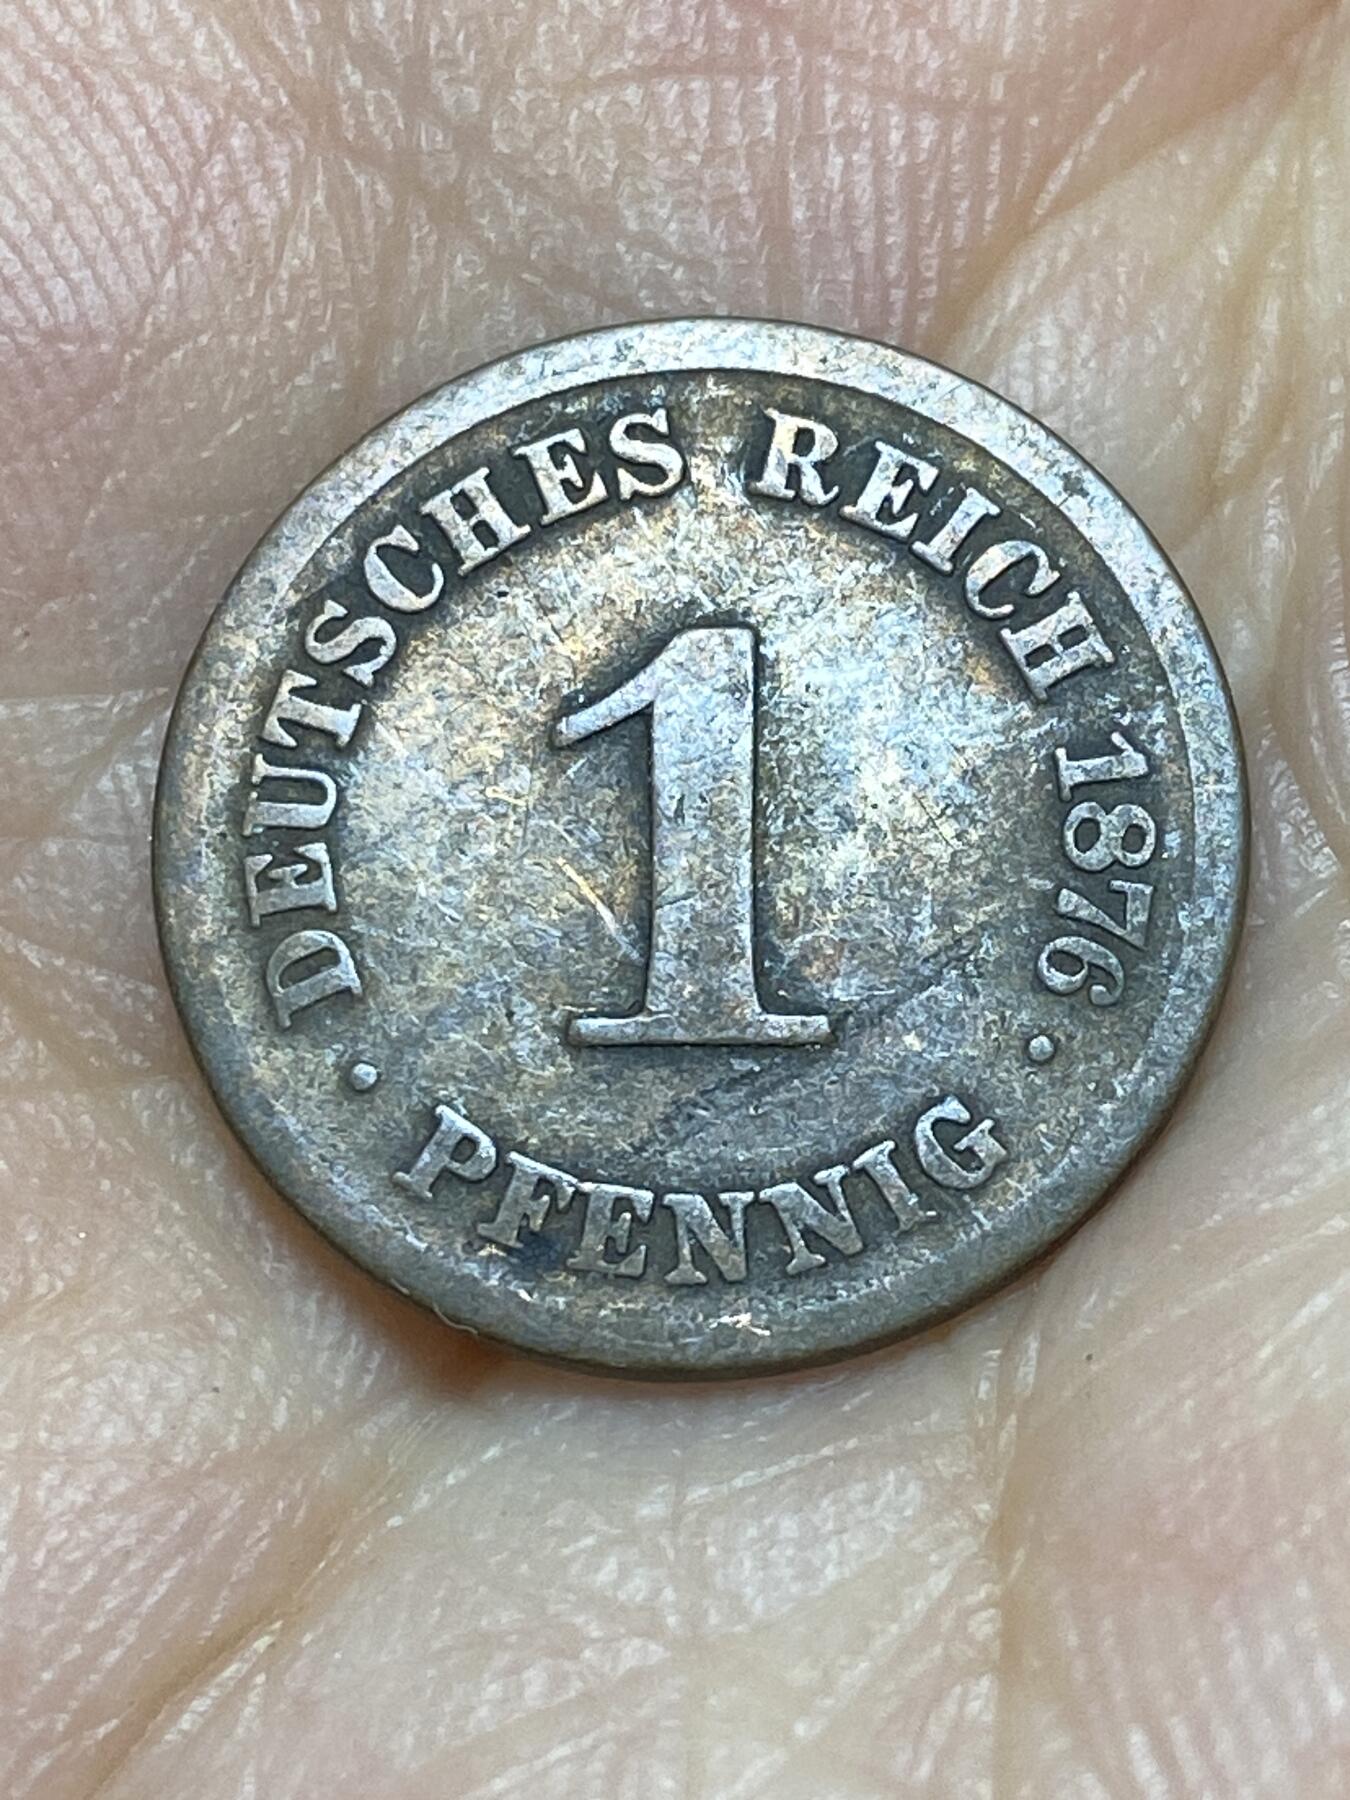 DEUTSCHES REICH 1876
1
PFENNIG